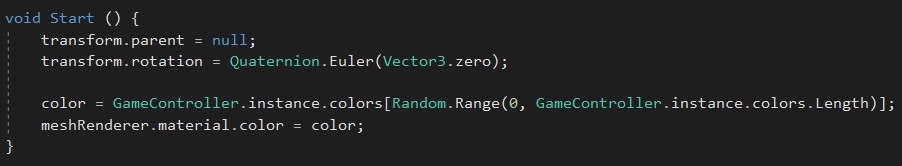 void Start () {
transform.parent = null;
transform.rotation = Quaternion.Euler(Vector3.zero);
color = GameController.instance.colors[Random.Range(0, GameController.instance.colors.Length)];
meshRenderer.material.color = color;
}